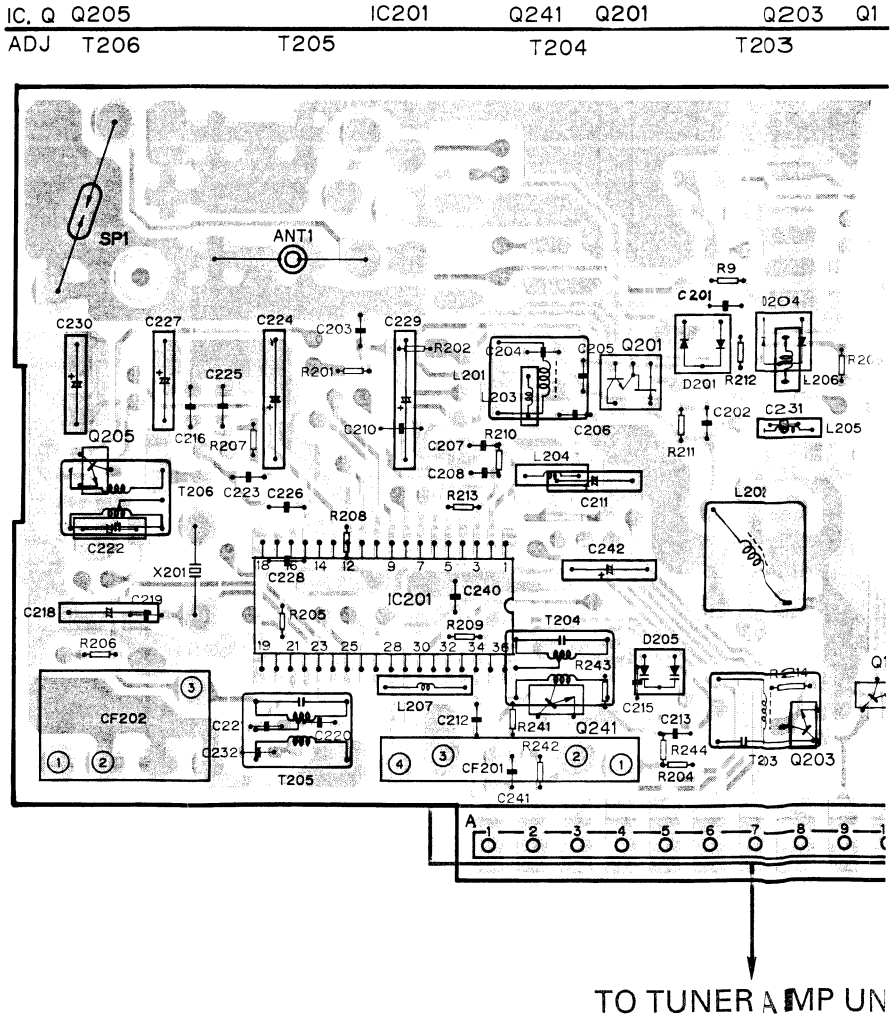 IC. Q Q205 IC201 Q241 Q201 Q203 Q1
ADJ T206 T205 T204 T203
SP1
ANT1
R9
C201 D204
C230 C227 C224 C203 C229 R202 C204 C205 Q201
R201 L201 D201 R212 L206
C225 L203
C216 R207 C210 C206 C202 C231 L205
Q205 C207 R210 R211
T206 C223 C208 L204 L202
C226 R213 C211
C222 R208
18 16 14 12 9 7 5 3 1
C228 C242
X201 IC201 C240
C218 C219 R205 T204
R206 R209 D205
19 21 23 25 28 30 32 34 36
R243 Q1
3 L207 R214
CF202 C221 C220 C212 R241 Q241 C215 C213
C232 R242 R244 T203 Q203
1 2 T205 4 3 CF201 2 1 R204
C241
A 1 2 3 4 5 6 7 8 9
TO TUNER AMP UN